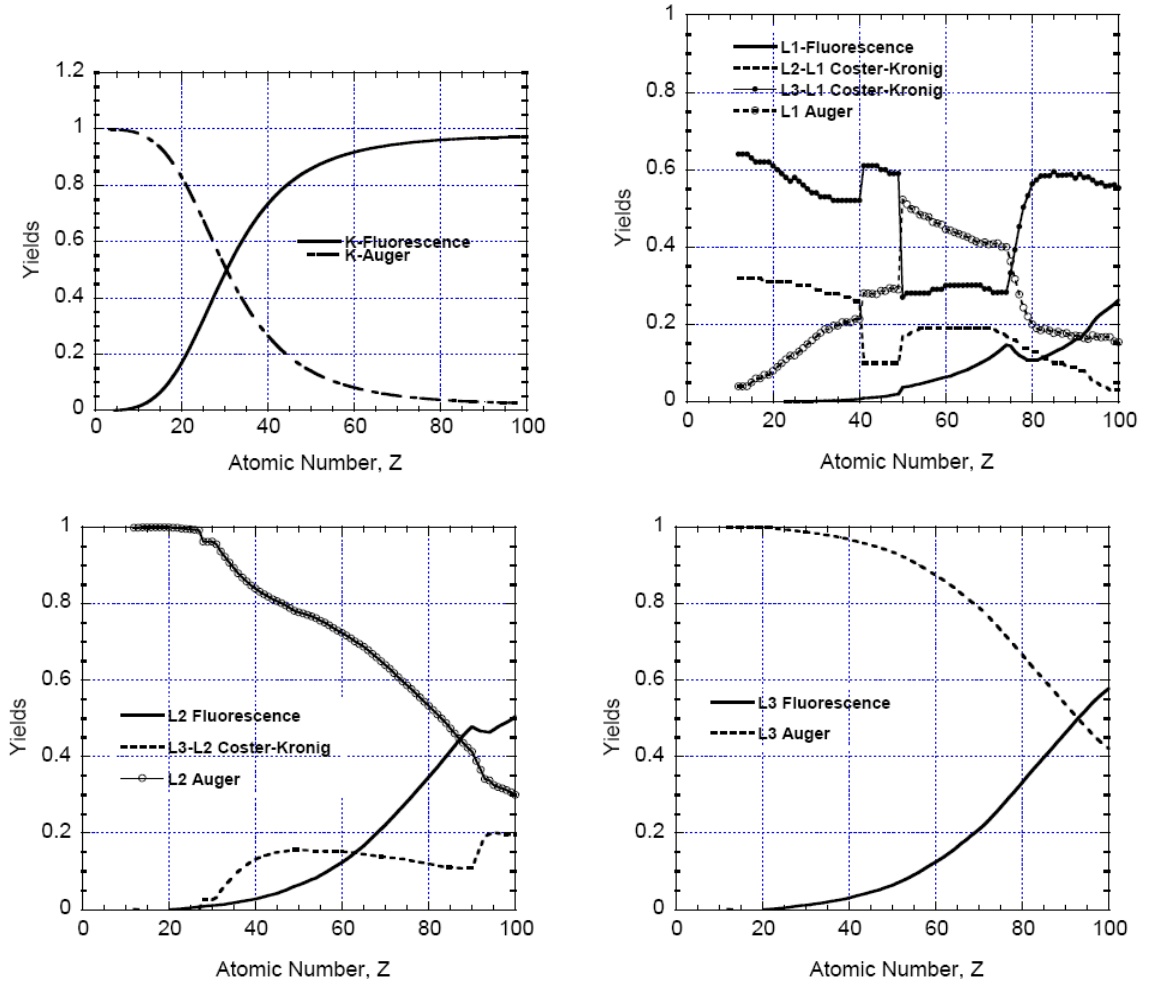 1.2
1
0.8
0.6
0.4
0.2
0
Yields
K-Fluorescence
K-Auger
0 20 40 60 80 100
Atomic Number, Z
1
0.8
0.6
0.4
0.2
0
Yields
L1-Fluorescence
L2-L1 Coster-Kronig
L3-L1 Coster-Kronig
L1 Auger
0 20 40 60 80 100
Atomic Number, Z
1
0.8
0.6
0.4
0.2
0
Yields
L2 Fluorescence
L3-L2 Coster-Kronig
L2 Auger
0 20 40 60 80 100
Atomic Number, Z
1
0.8
0.6
0.4
0.2
0
Yields
L3 Fluorescence
L3 Auger
0 20 40 60 80 100
Atomic Number, Z